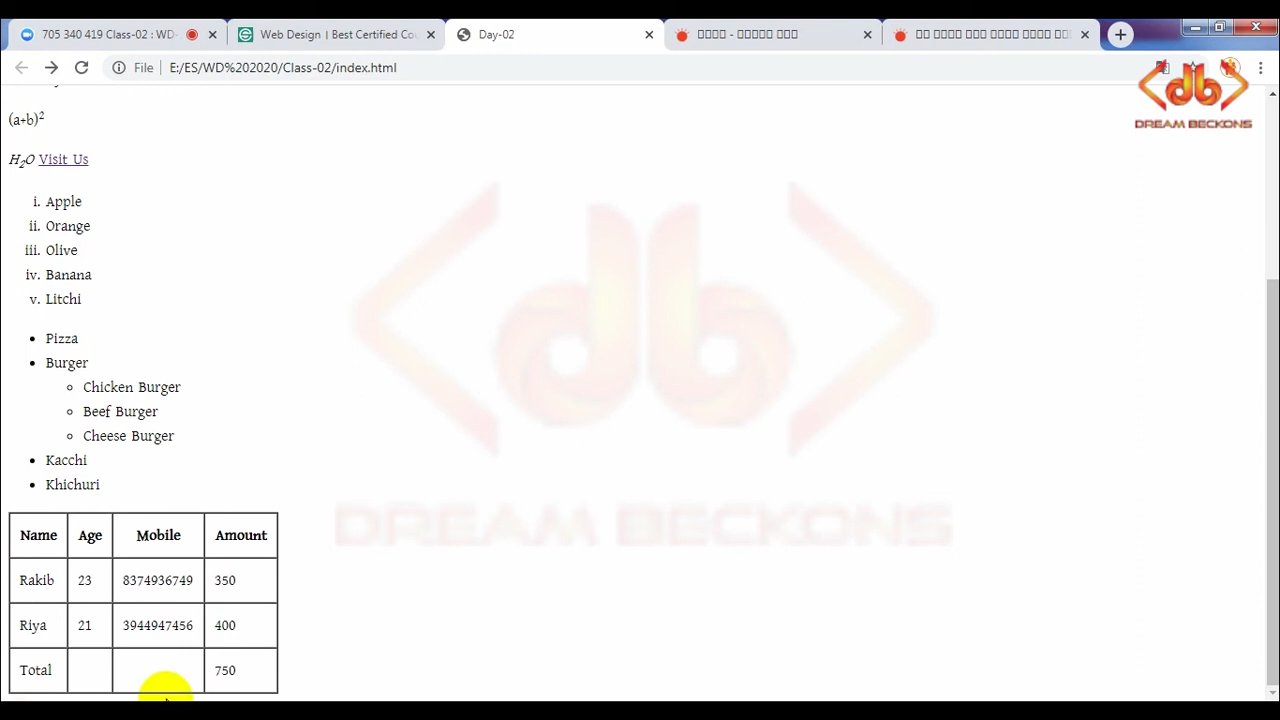 705 340 419 Class-02 : WD-
Web Design | Best Certified Cou
Day-02
File E:/ES/WD%202020/Class-02/index.html
DREAM BECKONS
(a+b)²
H₂O Visit Us
i. Apple
ii. Orange
iii. Olive
iv. Banana
v. Litchi
• Pizza
• Burger
◦ Chicken Burger
◦ Beef Burger
◦ Cheese Burger
• Kacchi
• Khichuri
DREAM BECKONS
Name Age Mobile Amount
Rakib 23 8374936749 350
Riya 21 3944947456 400
Total 750